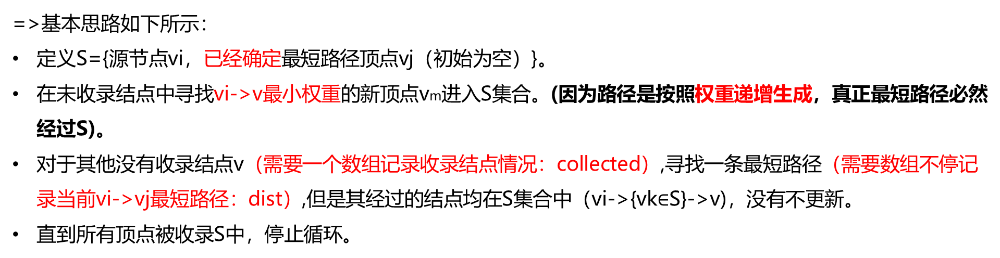 =>基本思路如下所示：
• 定义S={源节点vi，已经确定最短路径顶点vj（初始为空）}。
• 在未收录结点中寻找vi->v最小权重的新顶点vm进入S集合。(因为路径是按照权重递增生成，真正最短路径必然
经过S)。
• 对于其他没有收录结点v（需要一个数组记录收录结点情况：collected）,寻找一条最短路径（需要数组不停记
录当前vi->vj最短路径：dist）,但是其经过的结点均在S集合中（vi->{vk∈S}->v)，没有不更新。
• 直到所有顶点被收录S中，停止循环。